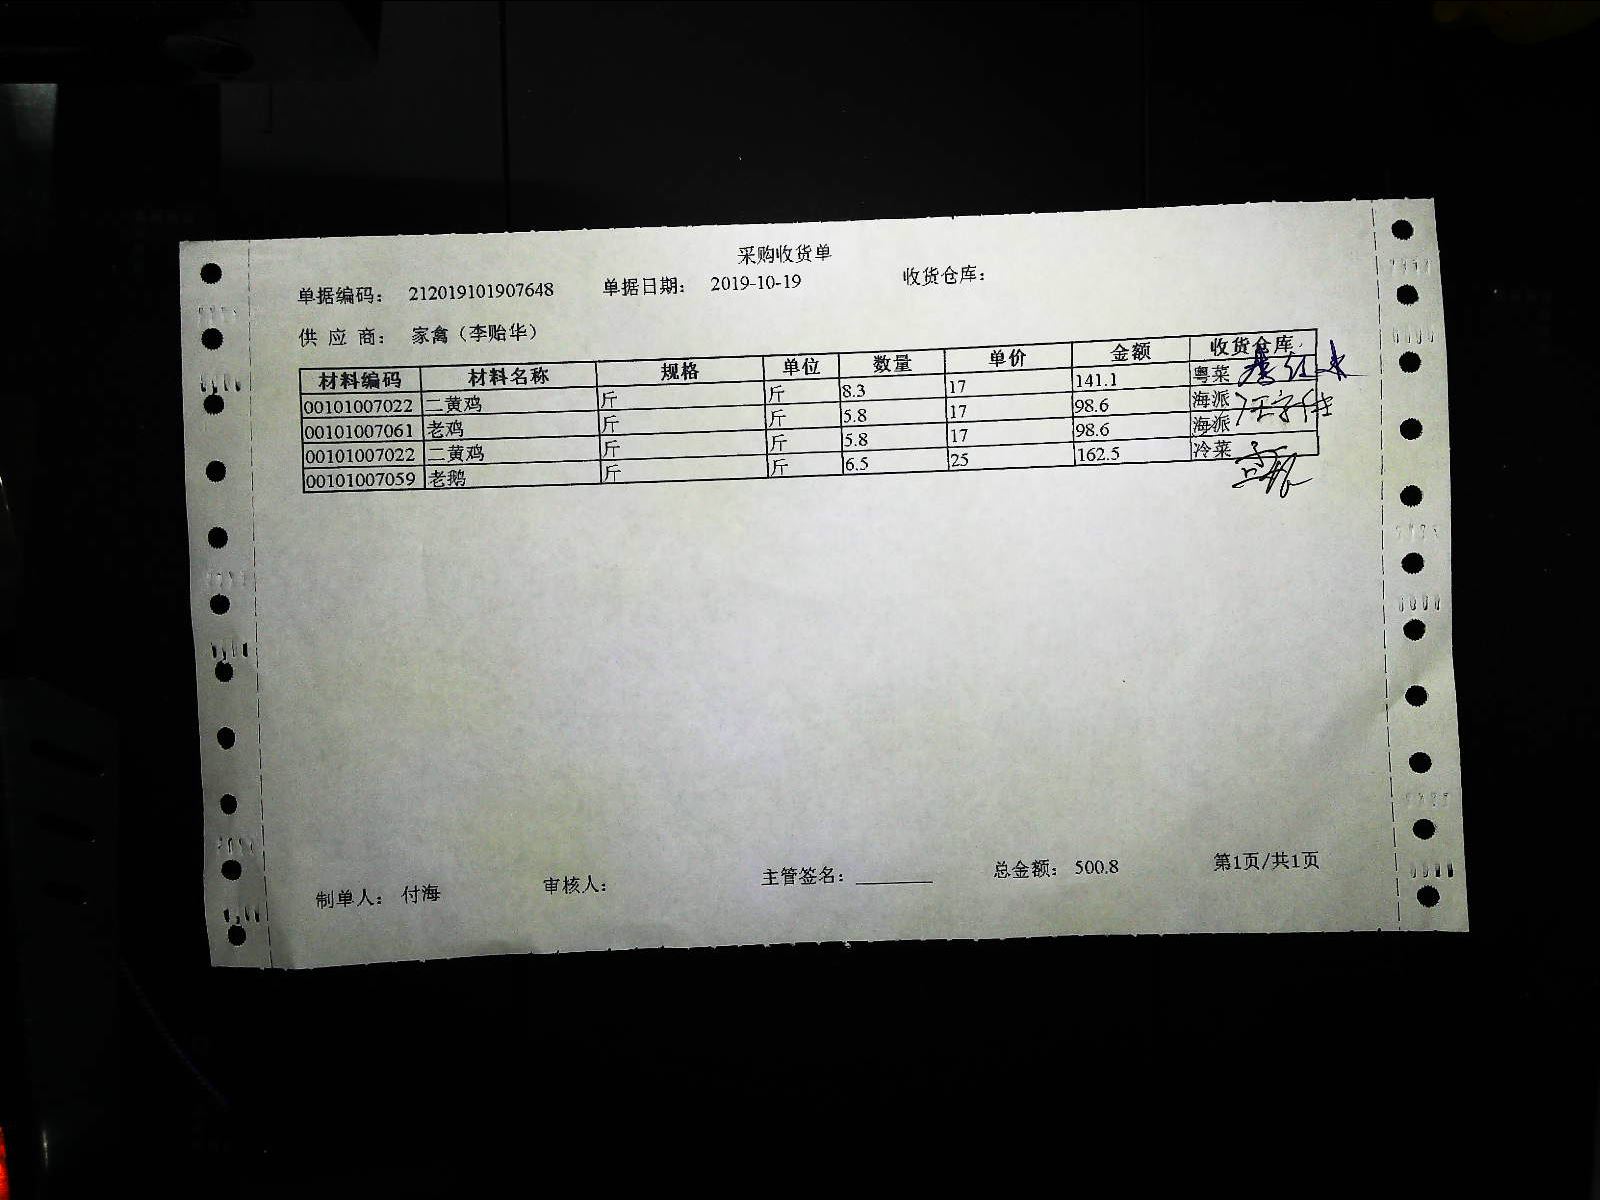 采购收货单
单据编码： 212019101907648 单据日期： 2019-10-19 收货仓库：
供 应 商： 家禽（李贻华）
材料编码 材料名称 规格 单位 数量 单价 金额 收货仓库
00101007022 二黄鸡 斤 斤 8.3 17 141.1 粤菜
00101007061 老鸡 斤 斤 5.8 17 98.6 海派
00101007022 二黄鸡 斤 斤 5.8 17 98.6 海派
00101007059 老鹅 斤 斤 6.5 25 162.5 冷菜
制单人： 付海 审核人： 主管签名： 总金额： 500.8 第1页/共1页